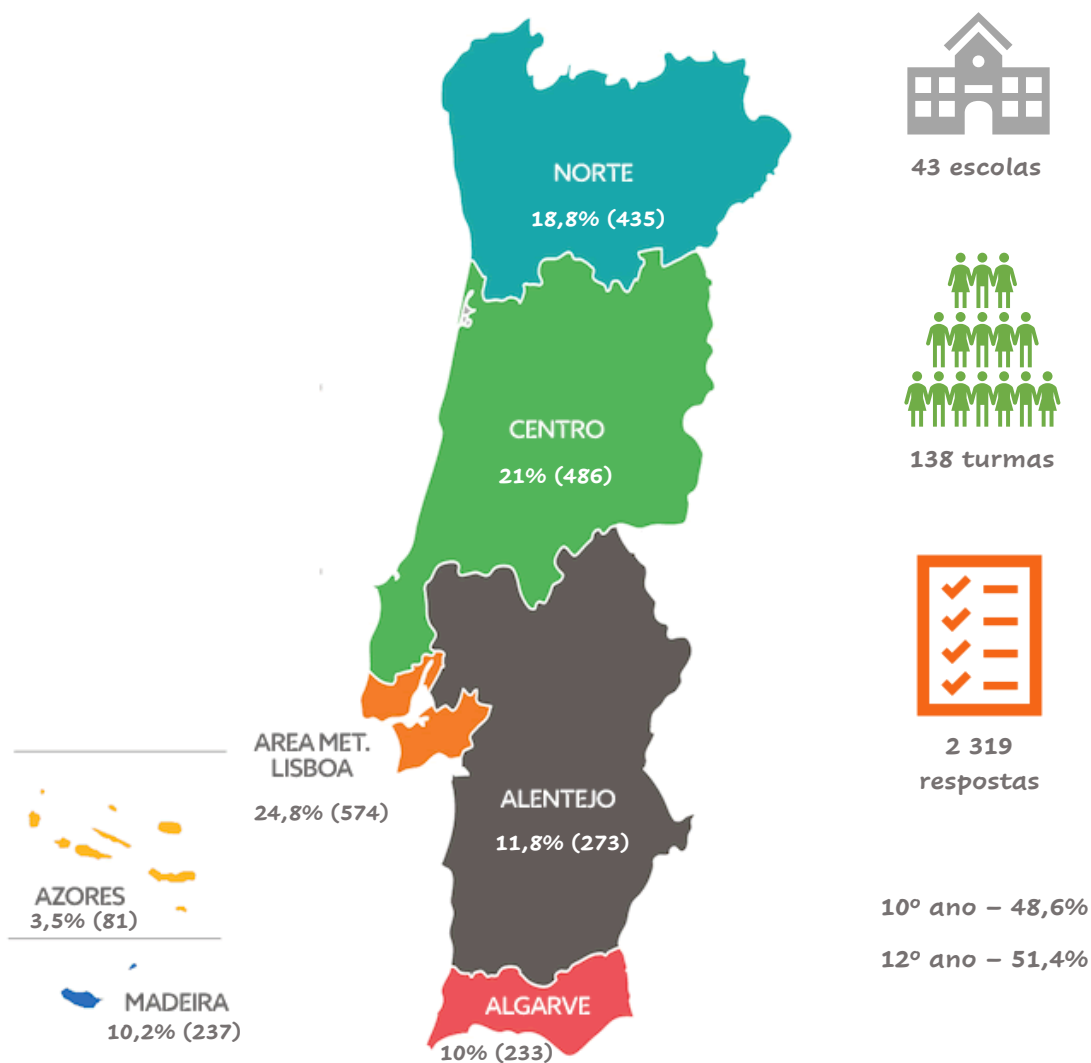 NORTE
18,8% (435)
CENTRO
21% (486)
AREA MET.
LISBOA
24,8% (574)
ALENTEJO
11,8% (273)
AZORES
3,5% (81)
MADEIRA
10,2% (237)
ALGARVE
10% (233)
43 escolas
138 turmas
2 319
respostas
10º ano – 48,6%
12º ano – 51,4%